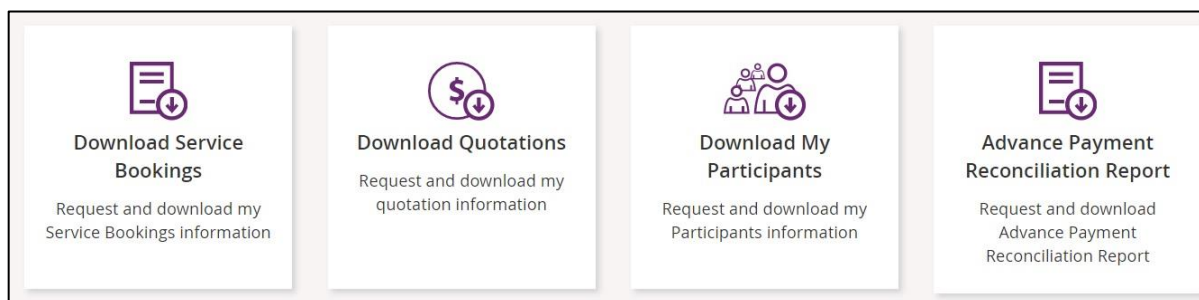 Download Service
Bookings
Request and download my
Service Bookings information
$
Download Quotations
Request and download my
quotation information
Download My
Participants
Request and download my
Participants information
Advance Payment
Reconciliation Report
Request and download
Advance Payment
Reconciliation Report